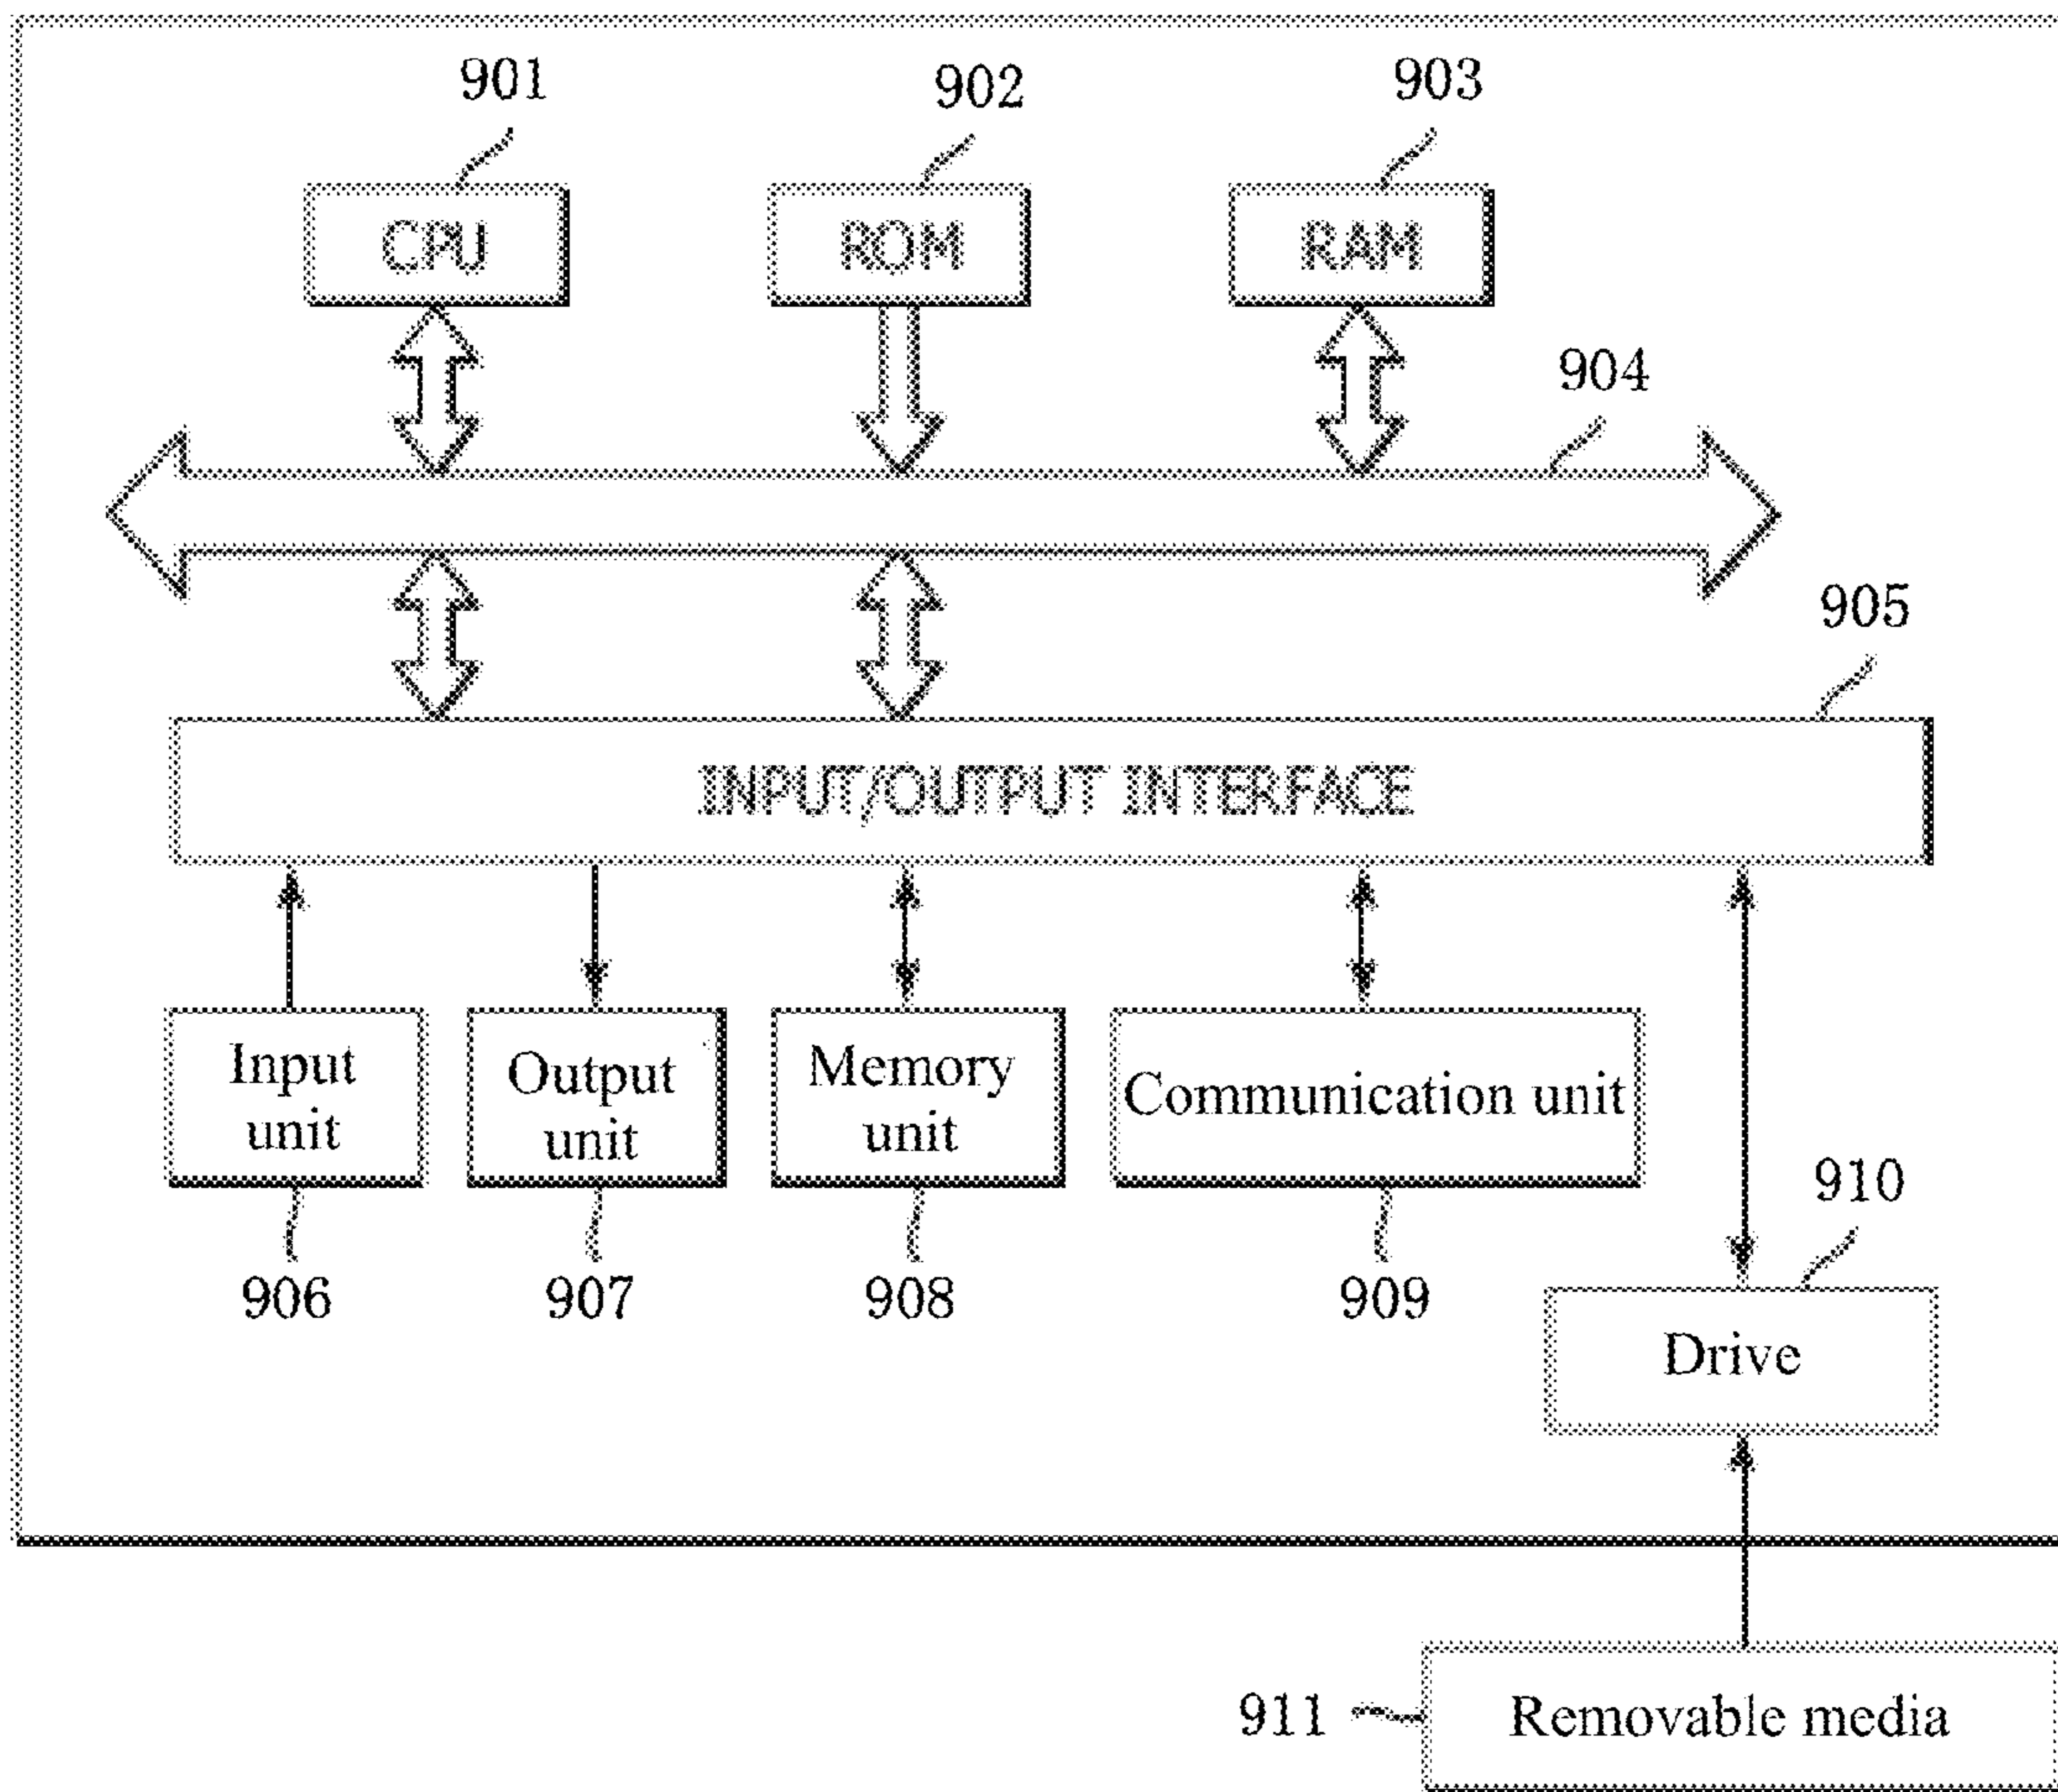 901
902
903
CPU
ROM
RAM
904
905
INPUT/OUTPUT INTERFACE
Input
unit
Output
unit
Memory
unit
Communication unit
906
907
908
909
910
Drive
911
Removable media